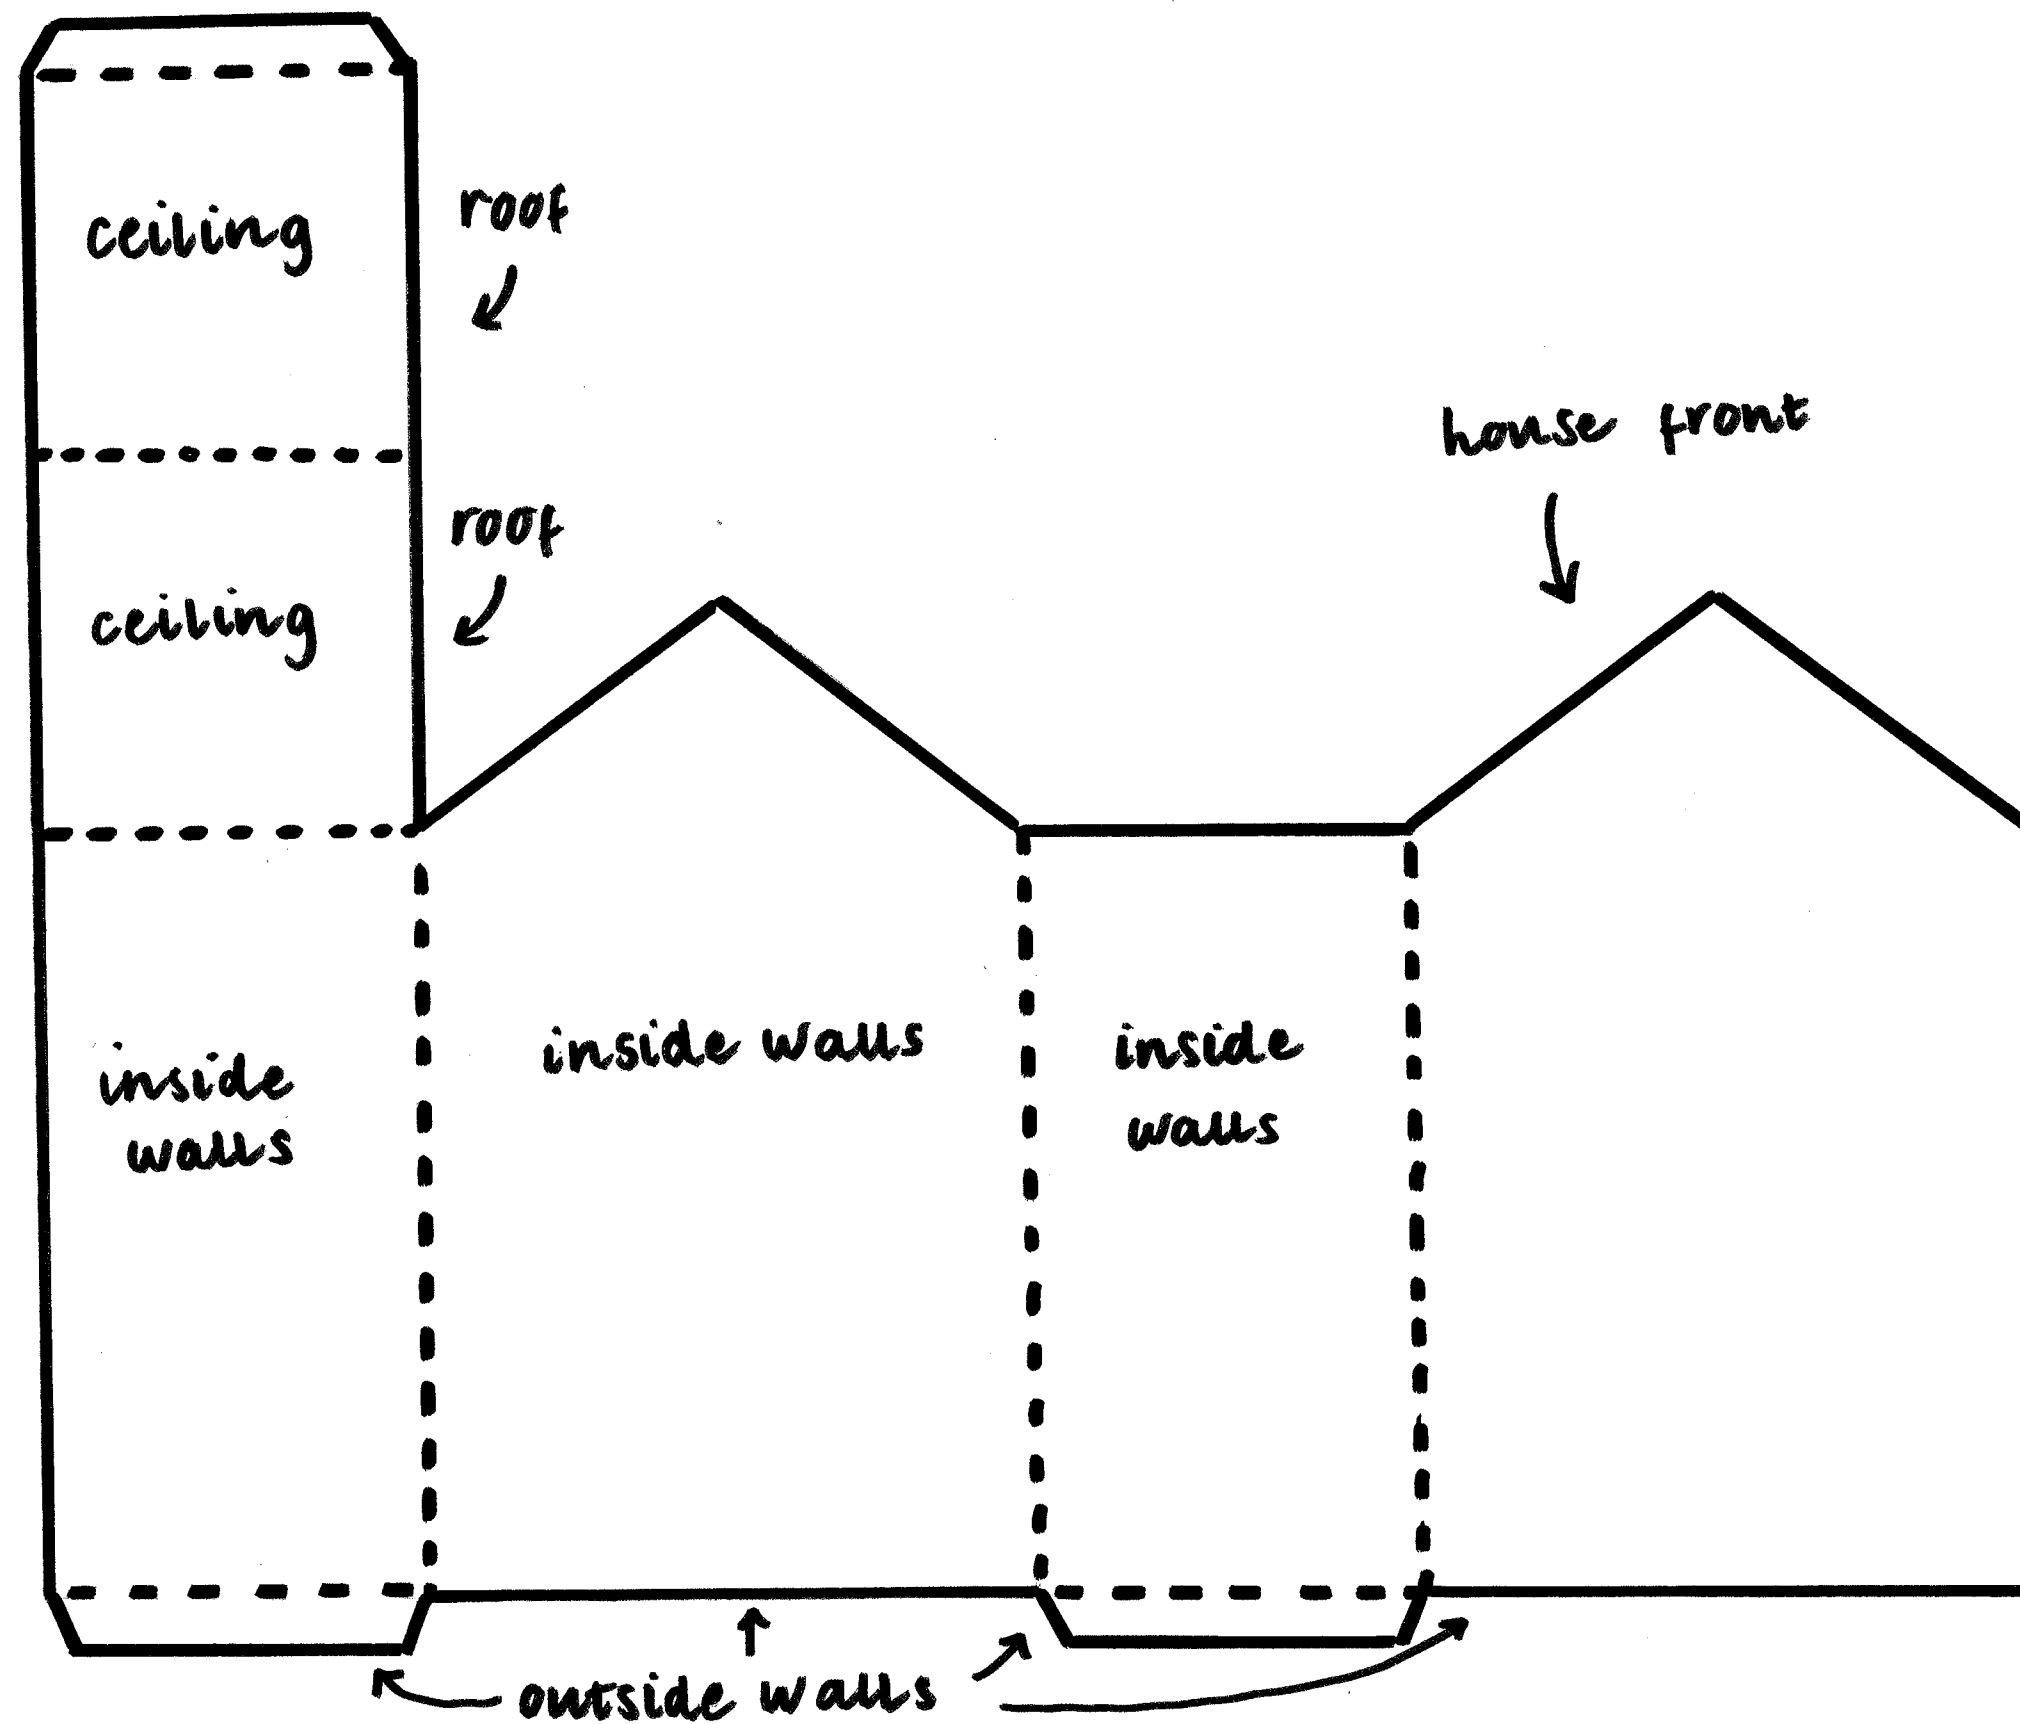 ceiling
roof
ceiling
roof
house front
inside
walls
inside walls
inside
walls
outside walls